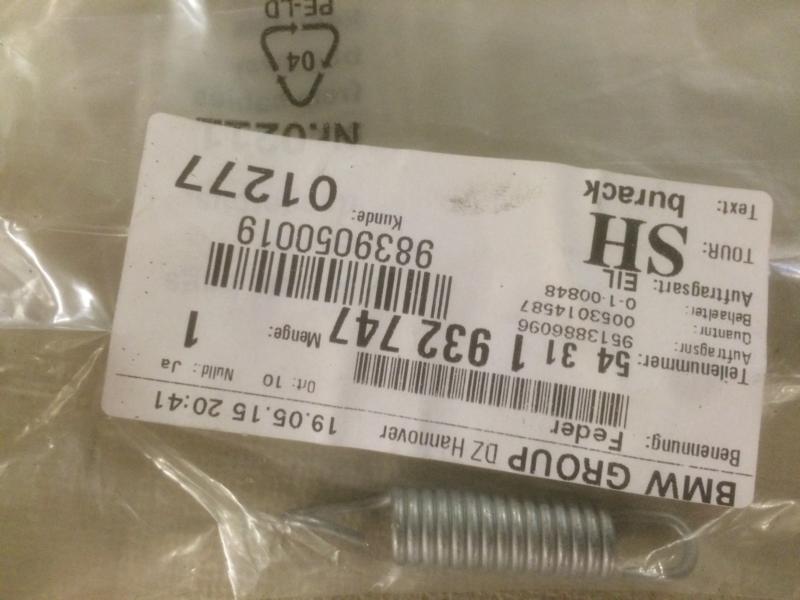 BMW GROUP DZ Hannover 19.05.15 20:41
Benennung: Feder
Ort: 10 Nulld: Ja
Teilenummer: 54 31 1 932 747 Menge: 1
Auftragsnr: 9513886096
Quantnr: 0053014587
Behaelter: 0-1-00848
Auftragsart: EIL
9839050019
TOUR: SH
Kunde: 01277
Text: burack
04
PE-LD